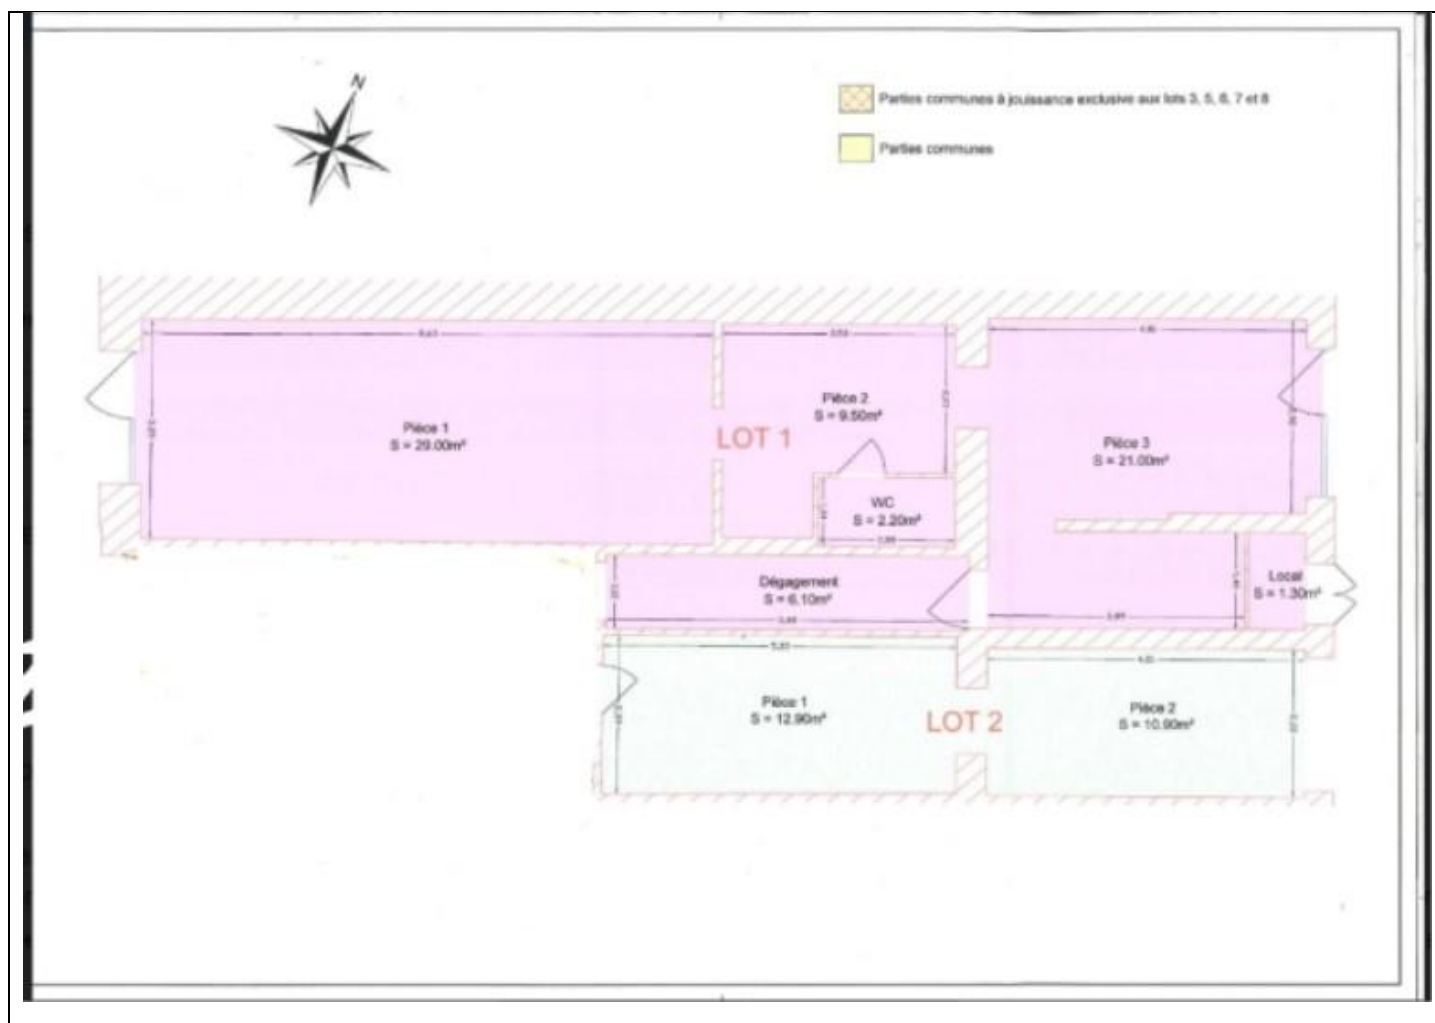 N
Parties communes à jouissance exclusive aux lots 3, 5, 6, 7 et 8
Parties communes
Pièce 1
S = 29.00m²
LOT 1
Pièce 2
S = 9.50m²
WC
S = 2.20m²
Pièce 3
S = 21.00m²
Dégagement
S = 6.10m²
Local
S = 1.30m²
Pièce 1
S = 12.90m²
LOT 2
Pièce 2
S = 10.90m²